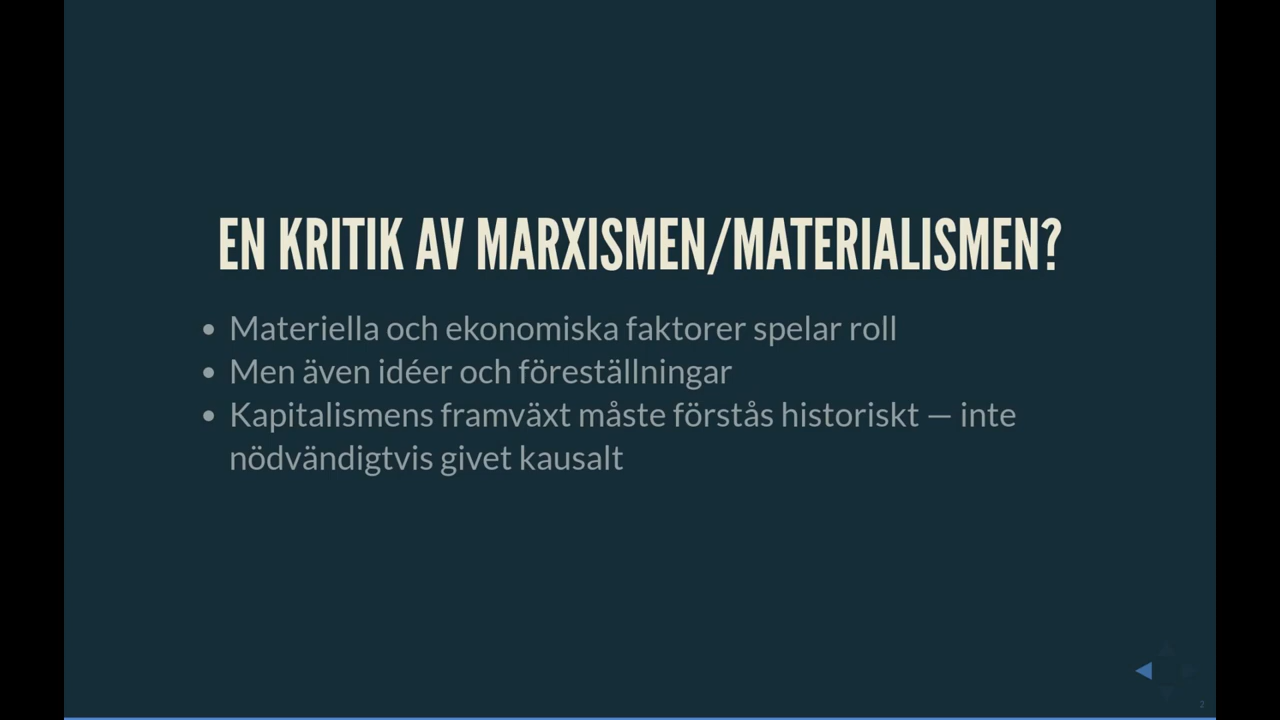 EN KRITIK AV MARXISMEN/MATERIALISMEN?
• Materiella och ekonomiska faktorer spelar roll
• Men även idéer och föreställningar
• Kapitalismens framväxt måste förstås historiskt — inte
nödvändigtvis givet kausalt
2